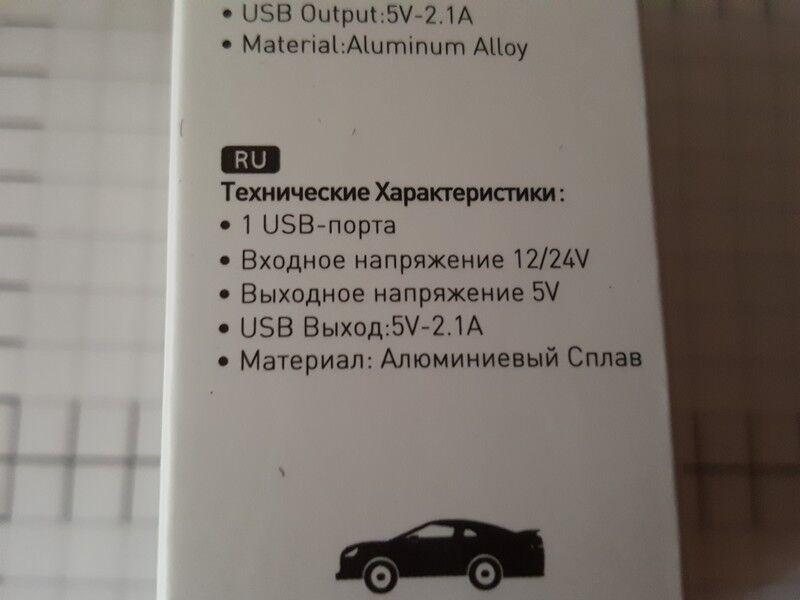 • USB Output:5V-2.1A
• Material:Aluminum Alloy
RU
Технические Характеристики:
• 1 USB-порта
• Входное напряжение 12/24V
• Выходное напряжение 5V
• USB Выход:5V-2.1A
• Материал: Алюминиевый Сплав